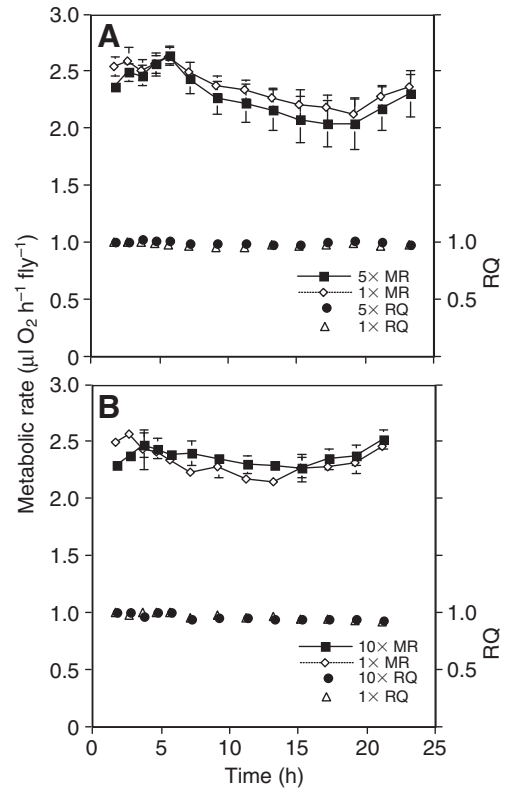 A
3.0
2.5
2.0
1.5
1.0
0.5
0
1.0
0.5
5× MR
1× MR
5× RQ
1× RQ
Metabolic rate (μl O₂ h⁻¹ fly⁻¹)
RQ
B
3.0
2.5
2.0
1.5
1.0
0.5
0
1.0
0.5
10× MR
1× MR
10× RQ
1× RQ
RQ
0 5 10 15 20 25
Time (h)